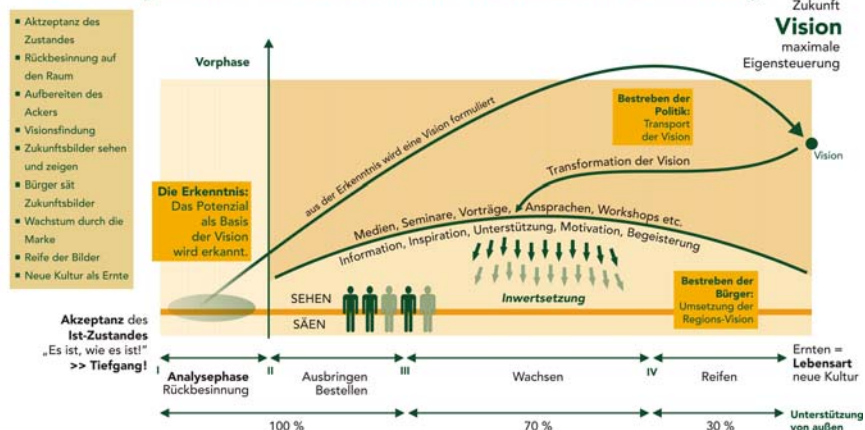 Zukunft
Vision
maximale
Eigensteuerung
▪ Aktzeptanz des
Zustandes
▪ Rückbesinnung auf
den Raum
▪ Aufbereiten des
Ackers
▪ Visionsfindung
▪ Zukunftsbilder sehen
und zeigen
▪ Bürger sät
Zukunftsbilder
▪ Wachstum durch die
Marke
▪ Reife der Bilder
▪ Neue Kultur als Ernte
Vorphase
aus der Erkenntnis wird eine Vision formuliert
Bestreben der
Politik:
Transport
der Vision
Vision
Transformation der Vision
Die Erkenntnis:
Das Potenzial
als Basis
der Vision
wird erkannt.
Medien, Seminare, Vorträge, Ansprachen, Workshops etc.
Information, Inspiration, Unterstützung, Motivation, Begeisterung
Inwertsetzung
Bestreben der
Bürger:
Umsetzung der
Regions-Vision
SEHEN
SÄEN
Akzeptanz des
Ist-Zustandes
„Es ist, wie es ist!"
>> Tiefgang!
I
II
III
IV
Analysephase
Rückbesinnung
Ausbringen
Bestellen
Wachsen
Reifen
Ernten =
Lebensart
neue Kultur
100 %
70 %
30 %
Unterstützung
von außen